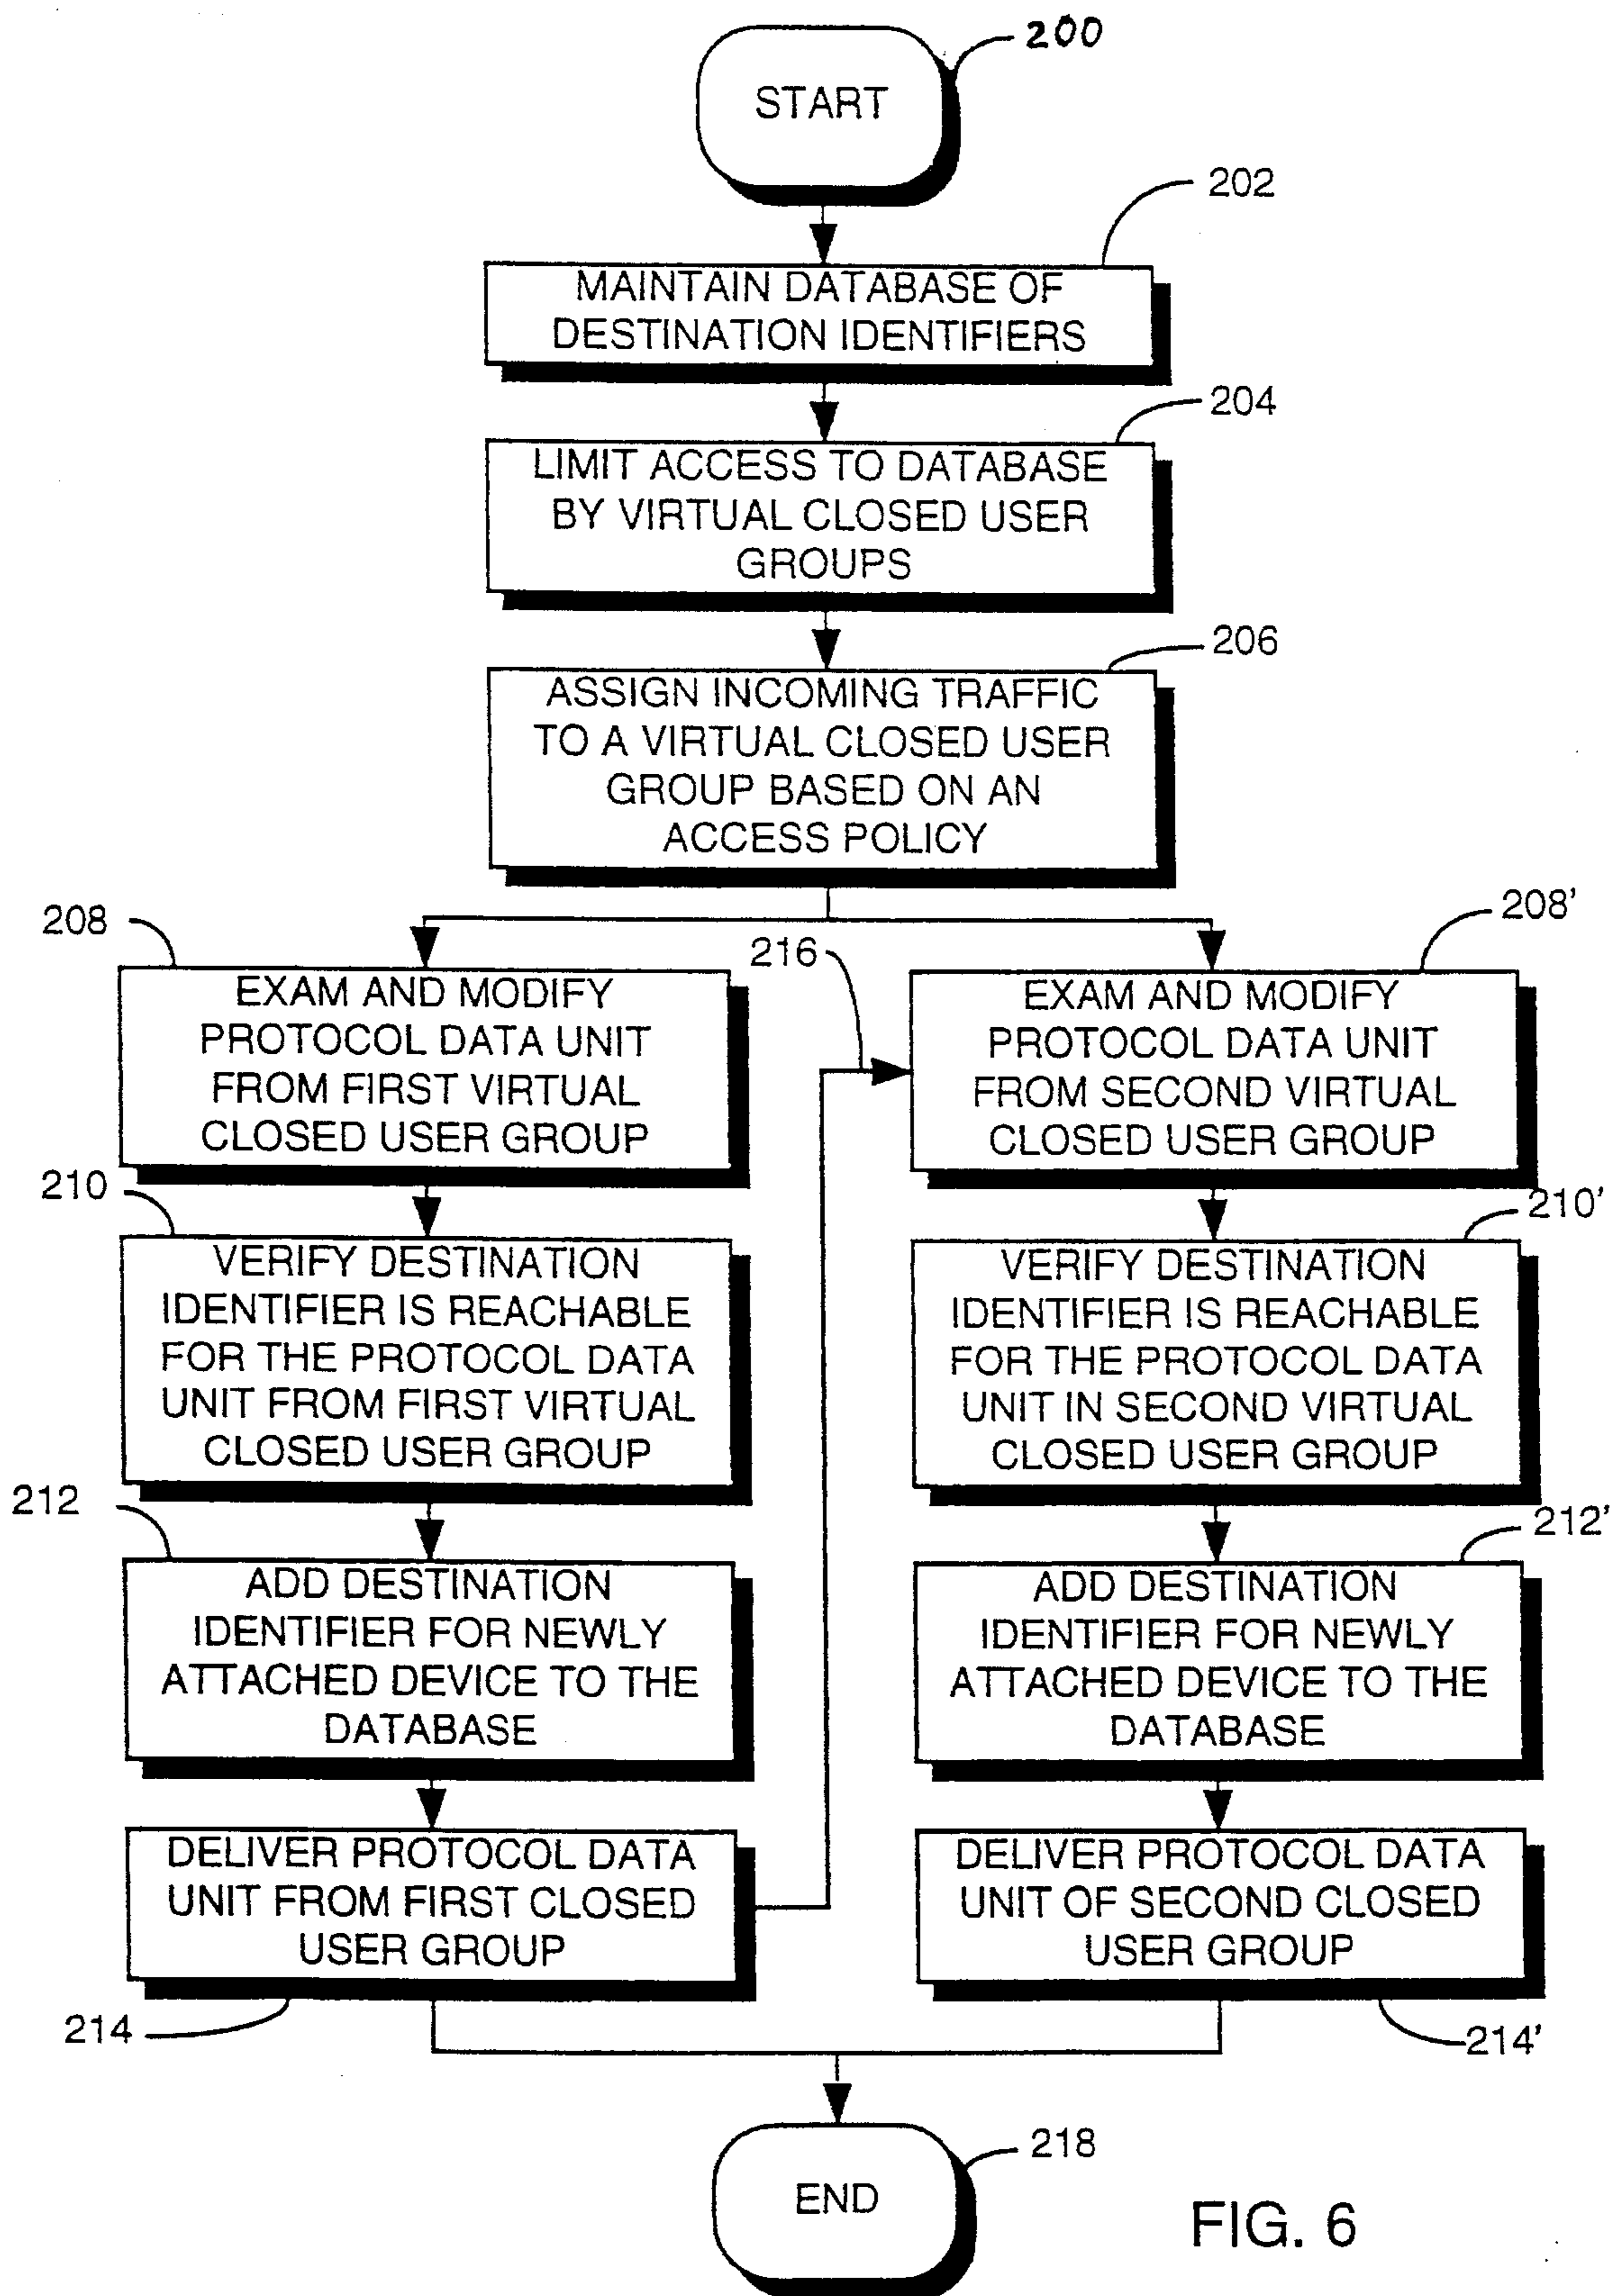 200
START
202
MAINTAIN DATABASE OF
DESTINATION IDENTIFIERS
204
LIMIT ACCESS TO DATABASE
BY VIRTUAL CLOSED USER
GROUPS
206
ASSIGN INCOMING TRAFFIC
TO A VIRTUAL CLOSED USER
GROUP BASED ON AN
ACCESS POLICY
208
EXAM AND MODIFY
PROTOCOL DATA UNIT
FROM FIRST VIRTUAL
CLOSED USER GROUP
210
VERIFY DESTINATION
IDENTIFIER IS REACHABLE
FOR THE PROTOCOL DATA
UNIT FROM FIRST VIRTUAL
CLOSED USER GROUP
212
ADD DESTINATION
IDENTIFIER FOR NEWLY
ATTACHED DEVICE TO THE
DATABASE
DELIVER PROTOCOL DATA
UNIT FROM FIRST CLOSED
USER GROUP
214
216
208'
EXAM AND MODIFY
PROTOCOL DATA UNIT
FROM SECOND VIRTUAL
CLOSED USER GROUP
210'
VERIFY DESTINATION
IDENTIFIER IS REACHABLE
FOR THE PROTOCOL DATA
UNIT IN SECOND VIRTUAL
CLOSED USER GROUP
212'
ADD DESTINATION
IDENTIFIER FOR NEWLY
ATTACHED DEVICE TO THE
DATABASE
DELIVER PROTOCOL DATA
UNIT OF SECOND CLOSED
USER GROUP
214'
218
END
FIG. 6